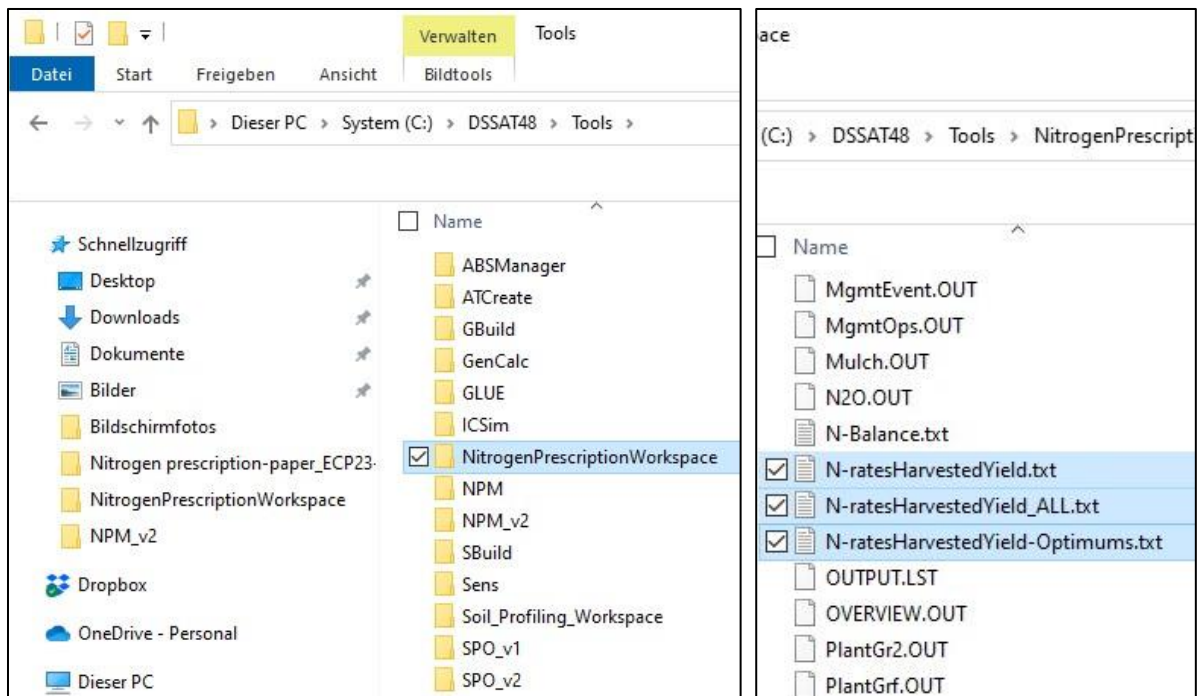 Verwalten Tools
Datei Start Freigeben Ansicht Bildtools
Dieser PC > System (C:) > DSSAT48 > Tools >
Name
Schnellzugriff
Desktop
Downloads
Dokumente
Bilder
Bildschirmfotos
Nitrogen prescription-paper_ECP23-
NitrogenPrescriptionWorkspace
NPM_v2
Dropbox
OneDrive - Personal
Dieser PC
ABSManager
ATCreate
GBuild
GenCalc
GLUE
ICSim
NitrogenPrescriptionWorkspace
NPM
NPM_v2
SBuild
Sens
Soil_Profiling_Workspace
SPO_v1
SPO_v2
ace
(C:) > DSSAT48 > Tools > NitrogenPrescript
Name
MgmtEvent.OUT
MgmtOps.OUT
Mulch.OUT
N2O.OUT
N-Balance.txt
N-ratesHarvestedYield.txt
N-ratesHarvestedYield_ALL.txt
N-ratesHarvestedYield-Optimums.txt
OUTPUT.LST
OVERVIEW.OUT
PlantGr2.OUT
PlantGrf.OUT